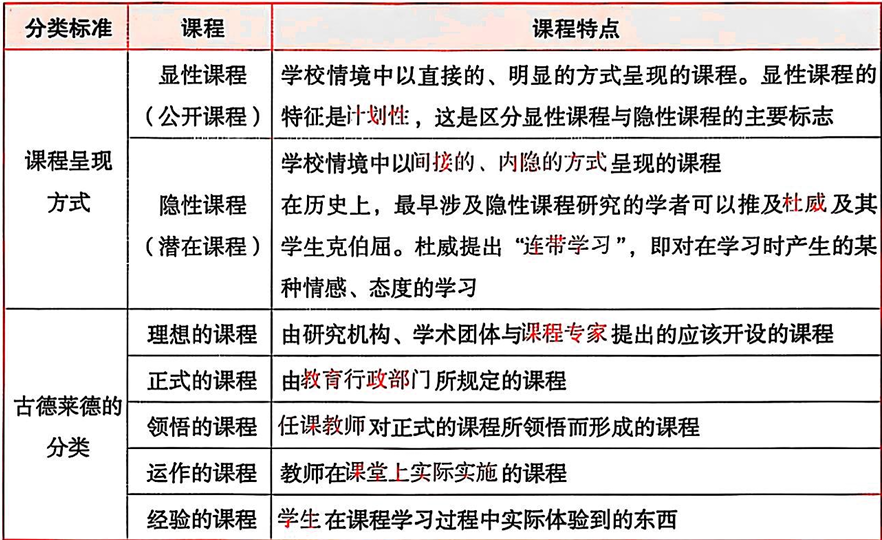 分类标准 课程 课程特点
课程呈现
方式
显性课程
（公开课程）
学校情境中以直接的、明显的方式呈现的课程。显性课程的
特征是计划性，这是区分显性课程与隐性课程的主要标志
隐性课程
（潜在课程）
学校情境中以间接的、内隐的方式呈现的课程
在历史上，最早涉及隐性课程研究的学者可以推及杜威及其
学生克伯屈。杜威提出“连带学习”，即对在学习时产生的某
种情感、态度的学习
古德莱德的
分类
理想的课程 由研究机构、学术团体与课程专家提出的应该开设的课程
正式的课程 由教育行政部门所规定的课程
领悟的课程 任课教师对正式的课程所领悟而形成的课程
运作的课程 教师在课堂上实际实施的课程
经验的课程 学生在课程学习过程中实际体验到的东西